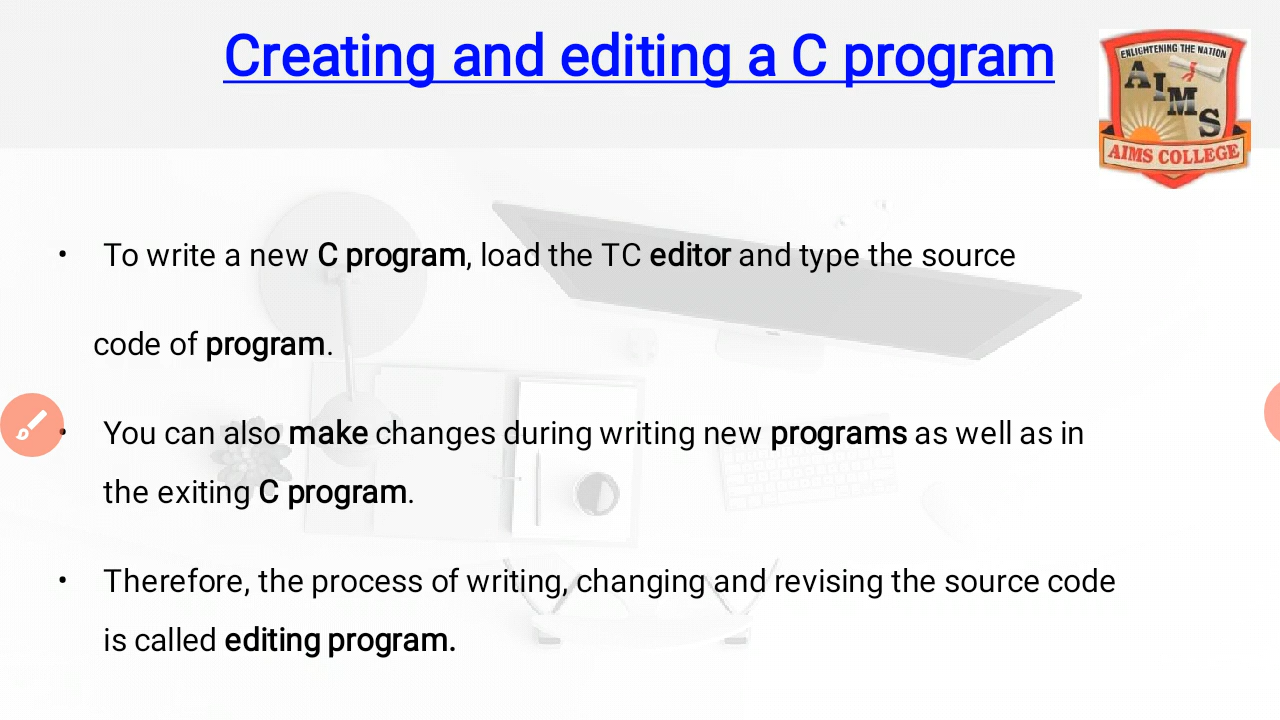 Creating and editing a C program
ENLIGHTENING THE NATION
AIMS
AIMS COLLEGE
• To write a new C program, load the TC editor and type the source
code of program.
• You can also make changes during writing new programs as well as in
the exiting C program.
• Therefore, the process of writing, changing and revising the source code
is called editing program.